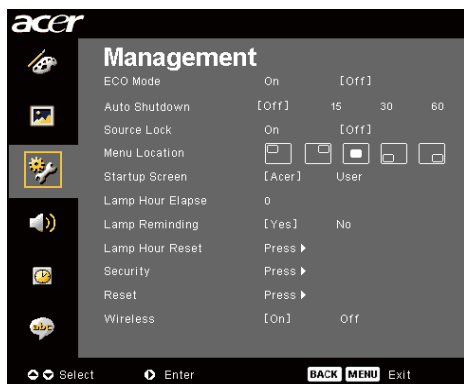 acer
Management
ECO Mode On [Off]
Auto Shutdown [Off] 15 30 60
Source Lock On [Off]
Menu Location
Startup Screen [Acer] User
Lamp Hour Elapse 0
Lamp Reminding [Yes] No
Lamp Hour Reset Press
Security Press
Reset Press
Wireless [On] Off
abc
Select Enter BACK MENU Exit